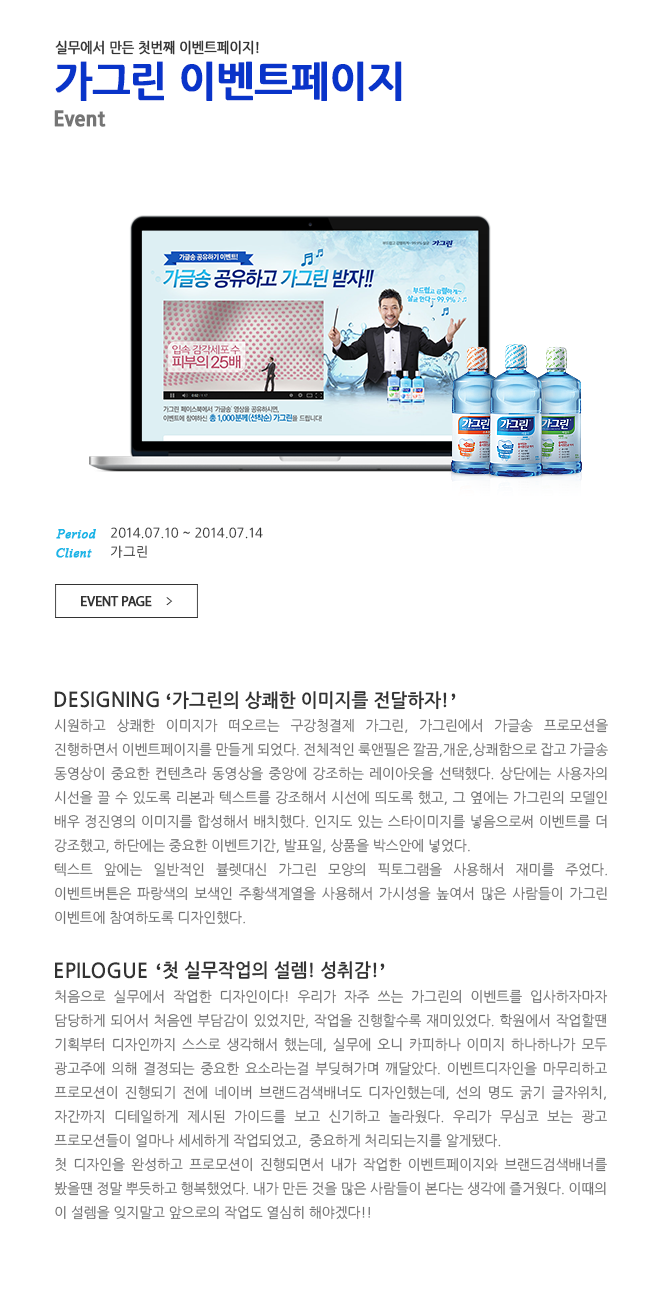 실무에서 만든 첫번째 이벤트페이지!
가그린 이벤트페이지
Event
가그린
가글송 공유하기 이벤트!
가글송 공유하고 가그린 받자!!
부드럽고 강력하게~
살균 한다~ 99.9%
입속 감각세포 수
피부의 25배
가그린 페이스북에서 '가글송' 영상을 공유하시면,
이벤트에 참여하신 총 1,000분께(선착순) 가그린을 드립니다!
가그린
가그린
가그린
Period 2014.07.10 ~ 2014.07.14
Client 가그린
EVENT PAGE >
DESIGNING ‘가그린의 상쾌한 이미지를 전달하자!’
시원하고 상쾌한 이미지가 떠오르는 구강청결제 가그린, 가그린에서 가글송 프로모션을
진행하면서 이벤트페이지를 만들게 되었다. 전체적인 룩앤필은 깔끔,개운,상쾌함으로 잡고 가글송
동영상이 중요한 컨텐츠라 동영상을 중앙에 강조하는 레이아웃을 선택했다. 상단에는 사용자의
시선을 끌 수 있도록 리본과 텍스트를 강조해서 시선에 띄도록 했고, 그 옆에는 가그린의 모델인
배우 정진영의 이미지를 합성해서 배치했다. 인지도 있는 스타이미지를 넣음으로써 이벤트를 더
강조했고, 하단에는 중요한 이벤트기간, 발표일, 상품을 박스안에 넣었다.
텍스트 앞에는 일반적인 뷸렛대신 가그린 모양의 픽토그램을 사용해서 재미를 주었다.
이벤트버튼은 파랑색의 보색인 주황색계열을 사용해서 가시성을 높여서 많은 사람들이 가그린
이벤트에 참여하도록 디자인했다.
EPILOGUE ‘첫 실무작업의 설렘! 성취감!’
처음으로 실무에서 작업한 디자인이다! 우리가 자주 쓰는 가그린의 이벤트를 입사하자마자
담당하게 되어서 처음엔 부담감이 있었지만, 작업을 진행할수록 재미있었다. 학원에서 작업할땐
기획부터 디자인까지 스스로 생각해서 했는데, 실무에 오니 카피하나 이미지 하나하나가 모두
광고주에 의해 결정되는 중요한 요소라는걸 부딪혀가며 깨달았다. 이벤트디자인을 마무리하고
프로모션이 진행되기 전에 네이버 브랜드검색배너도 디자인했는데, 선의 명도 굵기 글자위치,
자간까지 디테일하게 제시된 가이드를 보고 신기하고 놀라웠다. 우리가 무심코 보는 광고
프로모션들이 얼마나 세세하게 작업되었고, 중요하게 처리되는지를 알게됐다.
첫 디자인을 완성하고 프로모션이 진행되면서 내가 작업한 이벤트페이지와 브랜드검색배너를
봤을땐 정말 뿌듯하고 행복했었다. 내가 만든 것을 많은 사람들이 본다는 생각에 즐거웠다. 이때의
이 설렘을 잊지말고 앞으로의 작업도 열심히 해야겠다!!